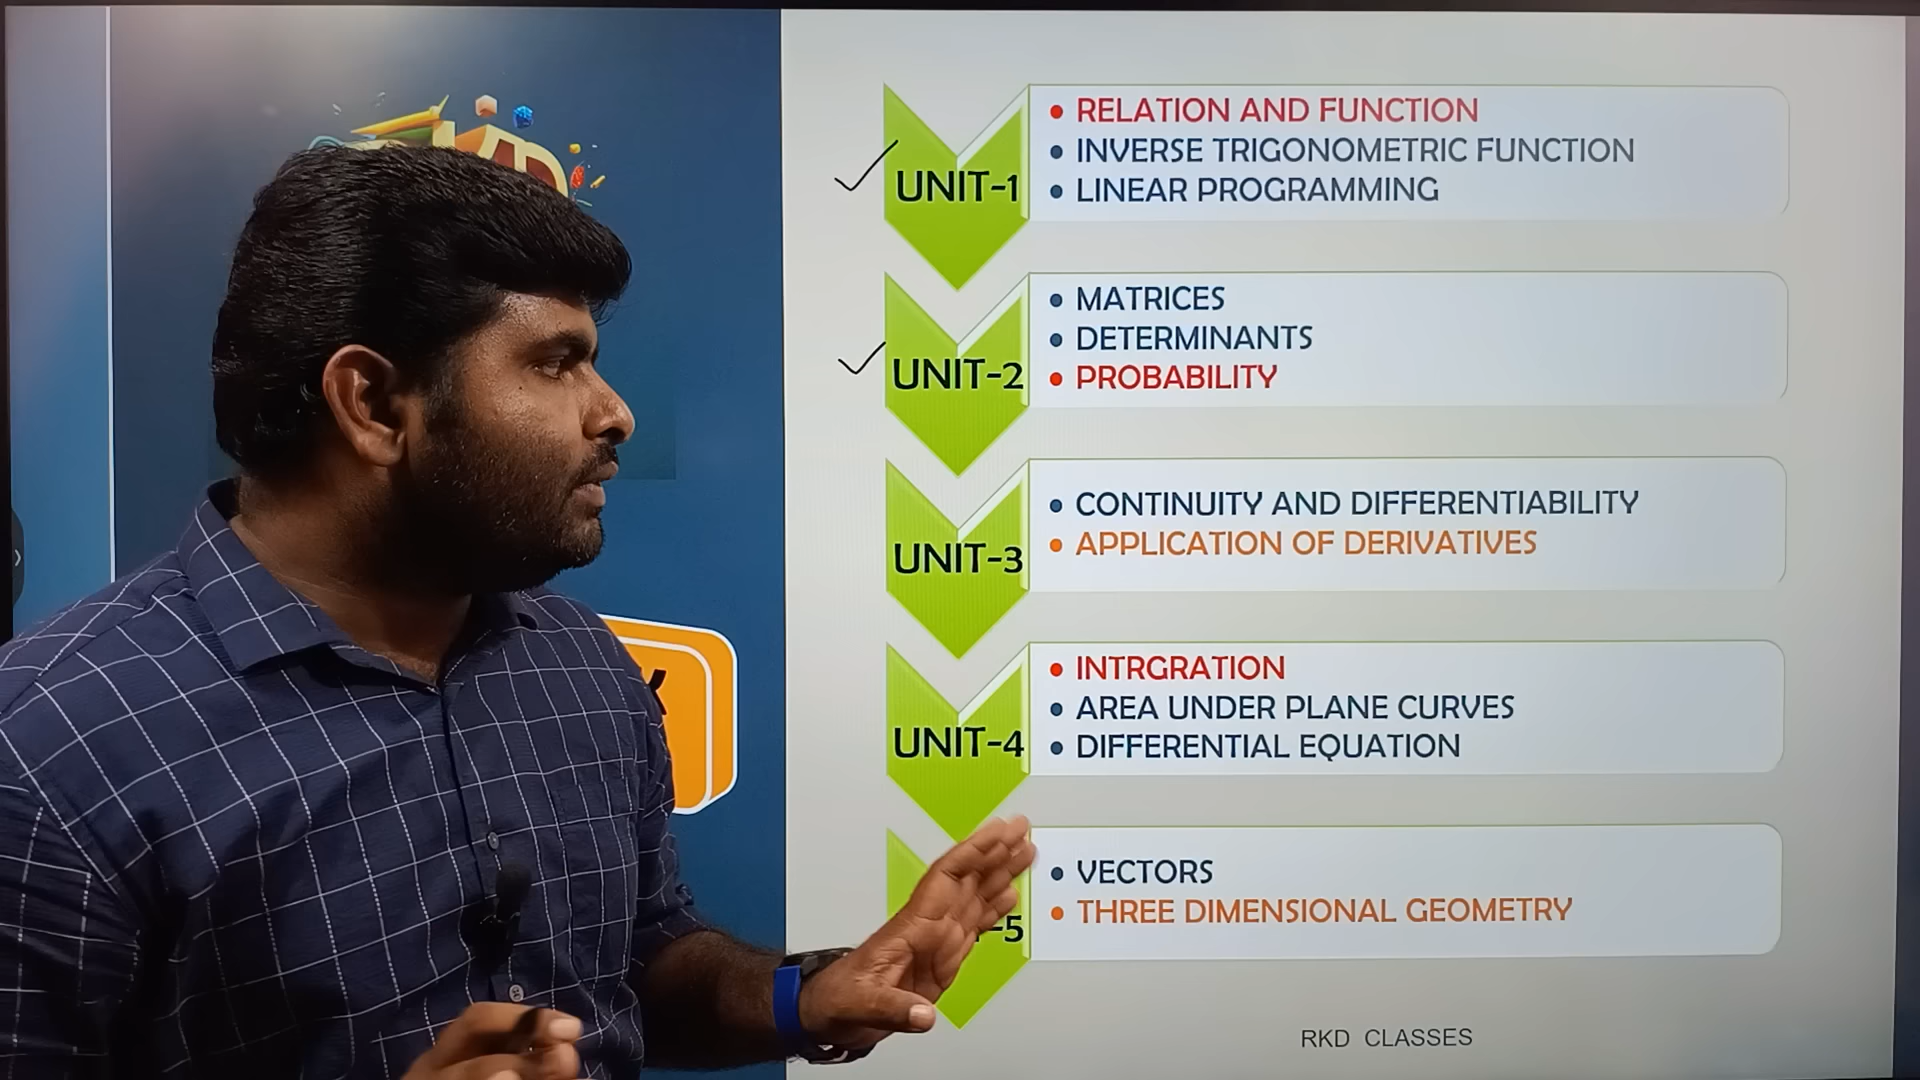 • RELATION AND FUNCTION
• INVERSE TRIGONOMETRIC FUNCTION
• LINEAR PROGRAMMING
UNIT-1
• MATRICES
• DETERMINANTS
• PROBABILITY
UNIT-2
• CONTINUITY AND DIFFERENTIABILITY
• APPLICATION OF DERIVATIVES
UNIT-3
• INTRGRATION
• AREA UNDER PLANE CURVES
• DIFFERENTIAL EQUATION
UNIT-4
• VECTORS
• THREE DIMENSIONAL GEOMETRY
-5
RKD CLASSES